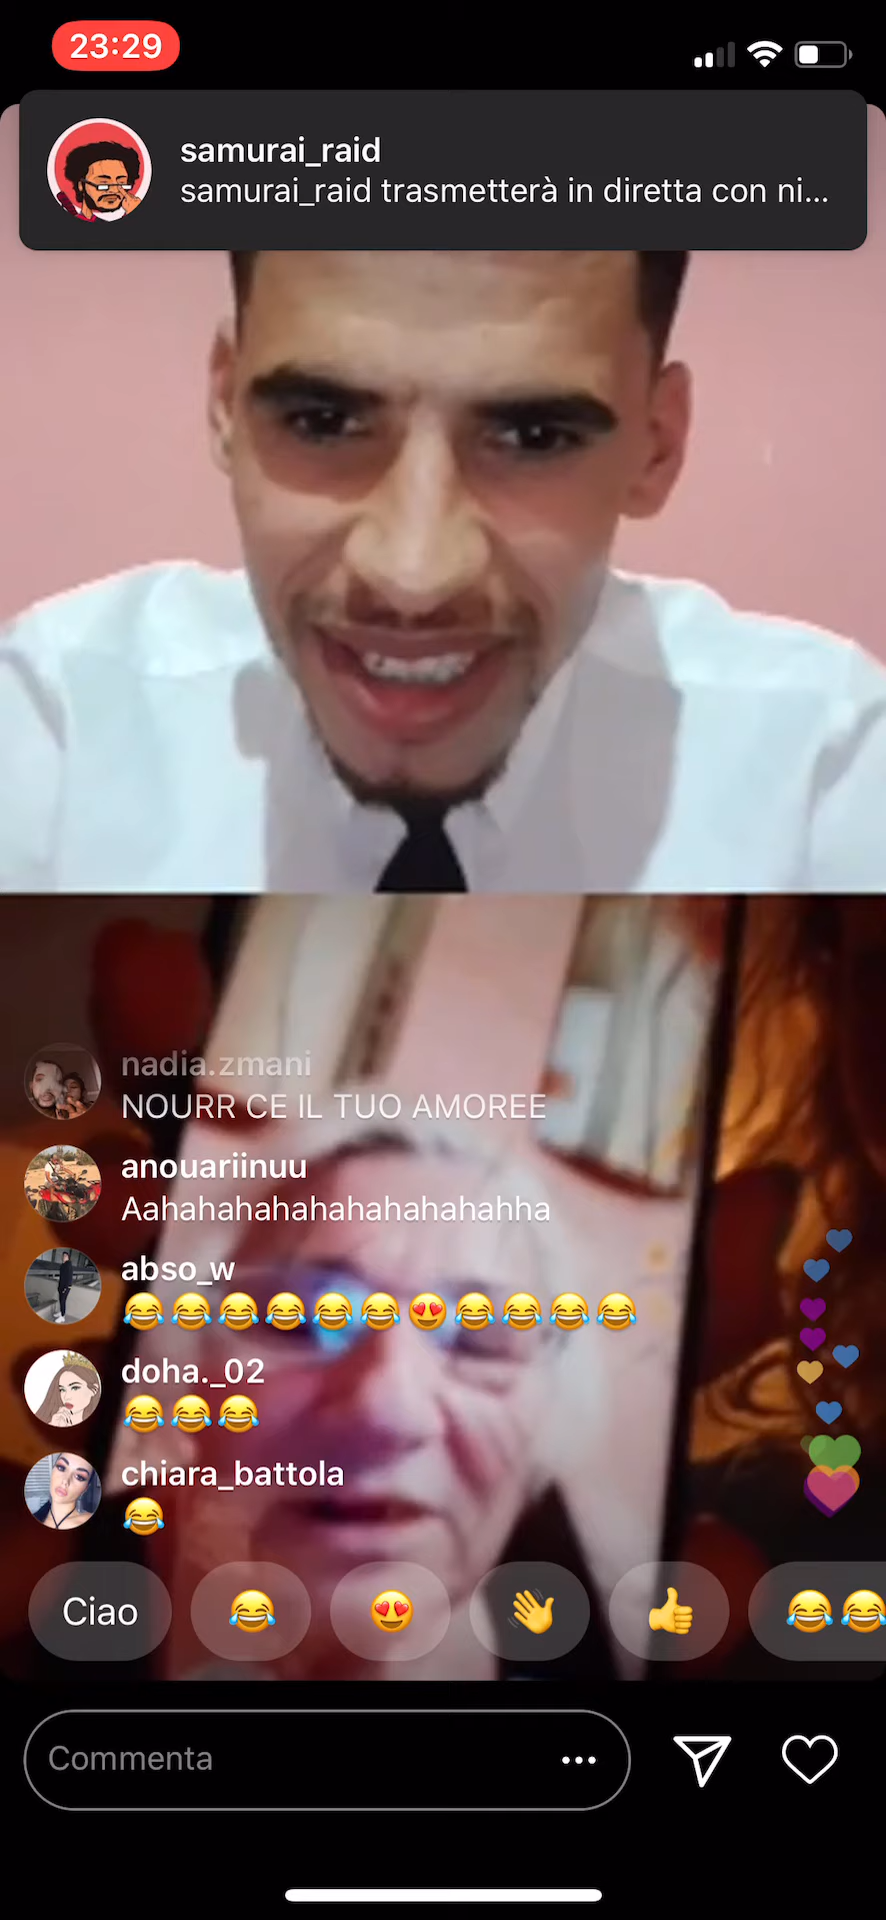 23:29
samurai_raid
samurai_raid trasmetterà in diretta con ni...
nadia.zmani
NOURR CE IL TUO AMOREE
anouariinuu
Aahahahahahahahahahahha
abso_w
😂😂😂😂😂😂😍😂😂😂😂
doha._02
😂😂😂
chiara_battola
😂
Ciao 😂 😍 👋 👍 😂😂
Commenta